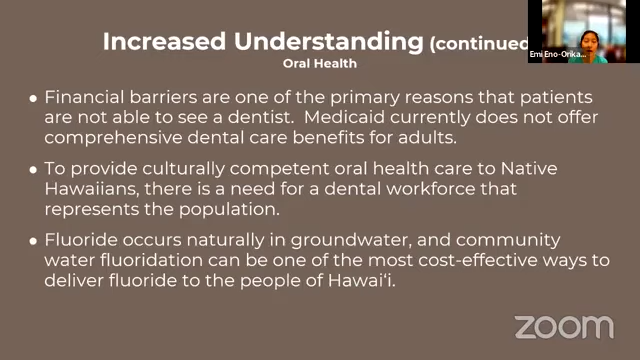 Increased Understanding (continued
Oral Health
Emi Eno-Orika...
● Financial barriers are one of the primary reasons that patients
are not able to see a dentist. Medicaid currently does not offer
comprehensive dental care benefits for adults.
● To provide culturally competent oral health care to Native
Hawaiians, there is a need for a dental workforce that
represents the population.
● Fluoride occurs naturally in groundwater, and community
water fluoridation can be one of the most cost-effective ways to
deliver fluoride to the people of Hawai‘i.
zoom